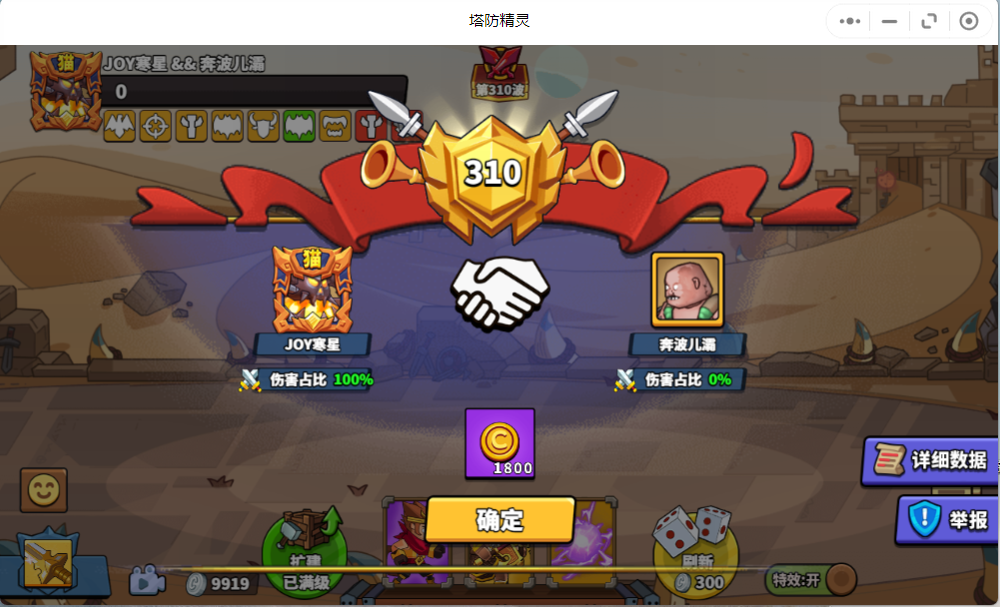 塔防精灵
猫
JOY寒星 && 奔波儿灞
0
第310波
310
猫
JOY寒星
奔波儿灞
伤害占比 100%
伤害占比 0%
1800
详细数据
确定
举报
扩建
已满级
刷新
9919
300
特效:开